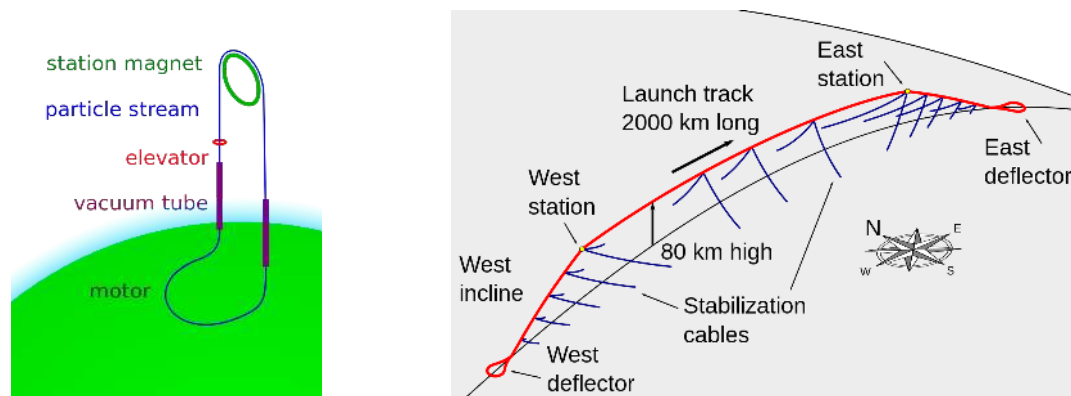 station magnet
particle stream
elevator
vacuum tube
motor
East
station
Launch track
2000 km long
East
deflector
West
station
80 km high
N
E
W
S
West
incline
Stabilization
cables
West
deflector